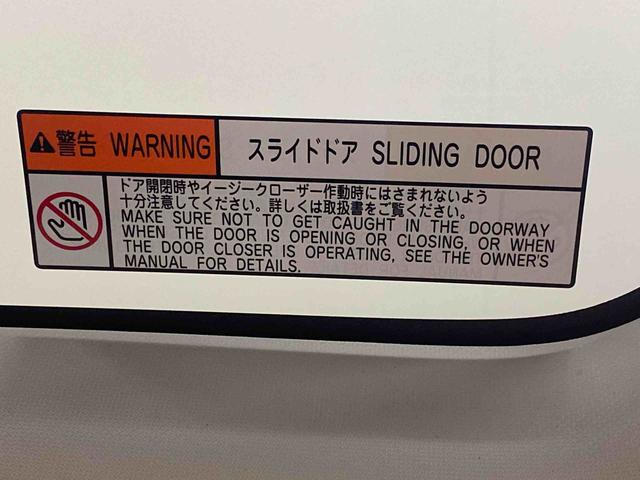 警告 WARNING
スライドドア SLIDING DOOR
ドア開閉時やイージークローザー作動時にはさまれないよう
十分注意してください。詳しくは取扱書をご覧ください。
MAKE SURE NOT TO GET CAUGHT IN THE DOORWAY
WHEN THE DOOR IS OPENING OR CLOSING, OR WHEN
THE DOOR CLOSER IS OPERATING, SEE THE OWNER'S
MANUAL FOR DETAILS.